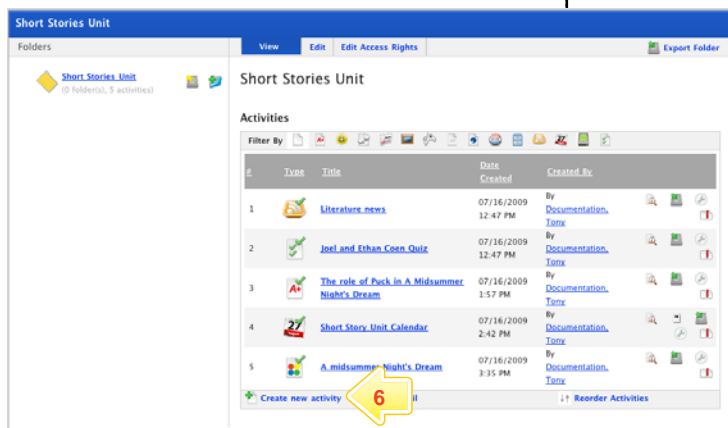 Short Stories Unit
Folders
View Edit Edit Access Rights Export Folder
Short Stories Unit
(0 folder(s), 5 activities)
Short Stories Unit
Activities
Filter By
# Type Title Date Created Created By
1 Literature news 07/16/2009 12:47 PM By Documentation, Tony
2 Joel and Ethan Coen Quiz 07/16/2009 12:47 PM By Documentation, Tony
3 A+ The role of Puck in A Midsummer Night's Dream 07/16/2009 1:57 PM By Documentation, Tony
4 27 Short Story Unit Calendar 07/16/2009 2:42 PM By Documentation, Tony
5 A midsummer Night's Dream 07/16/2009 3:35 PM By Documentation, Tony
Create new activity 6 Reorder Activities